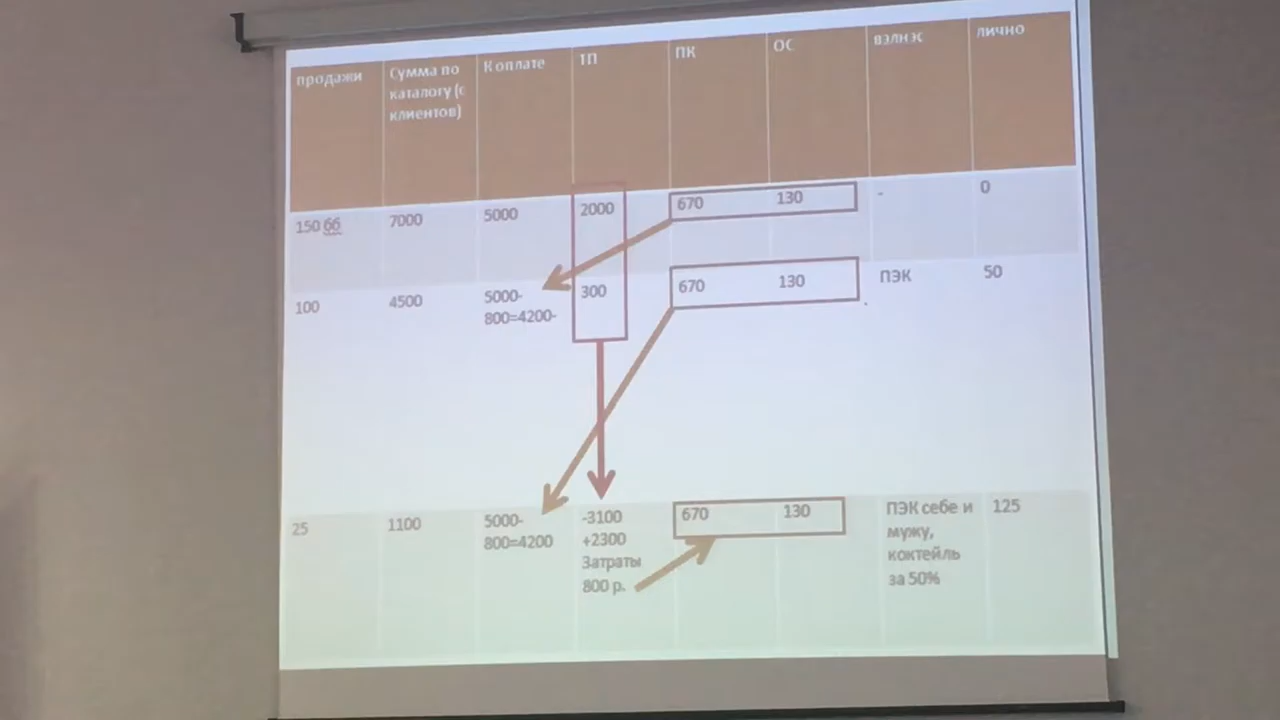 продажи
Сумма по
каталогу (с
клиентов)
К оплате
ТП
ПК
ОС
вэлнэс
лично
150 бб
7000
5000
2000
670
130
-
0
100
4500
5000-
800=4200-
300
670
130
ПЭК
50
25
1100
5000-
800=4200
-3100
+2300
Затраты
800 р.
670
130
ПЭК себе и
мужу,
коктейль
за 50%
125